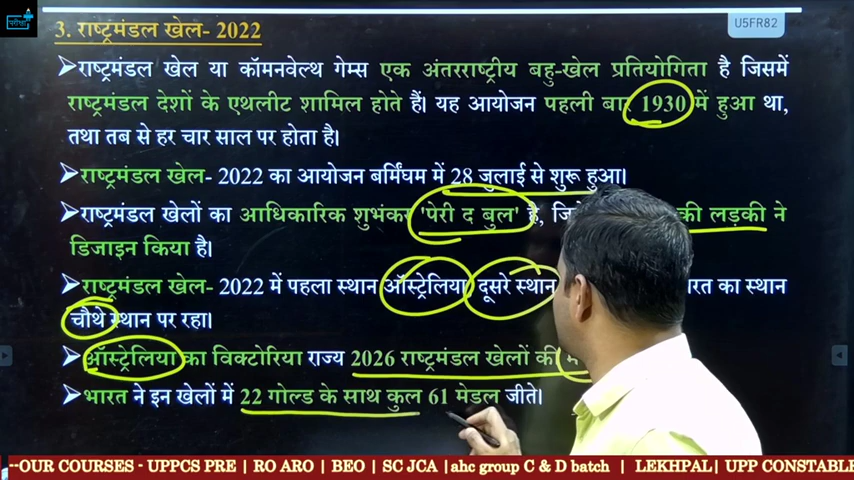 परीक्षा
3. राष्ट्रमंडल खेल- 2022
U5FR82
➢राष्ट्रमंडल खेल या कॉमनवेल्थ गेम्स एक अंतरराष्ट्रीय बहु-खेल प्रतियोगिता है जिसमें
राष्ट्रमंडल देशों के एथलीट शामिल होते हैं। यह आयोजन पहली बार 1930 में हुआ था,
तथा तब से हर चार साल पर होता है।
➢राष्ट्रमंडल खेल- 2022 का आयोजन बर्मिंघम में 28 जुलाई से शुरू हुआ।
➢राष्ट्रमंडल खेलों का आधिकारिक शुभंकर 'पेरी द बुल' है, की लड़की ने
डिजाइन किया है।
➢राष्ट्रमंडल खेल- 2022 में पहला स्थान ऑस्ट्रेलिया दूसरे स्थान का स्थान
चौथे स्थान पर रहा।
➢ऑस्ट्रेलिया का विक्टोरिया राज्य 2026 राष्ट्रमंडल खेलों की
➢भारत ने इन खेलों में 22 गोल्ड के साथ कुल 61 मेडल जीते।
--OUR COURSES - UPPCS PRE | RO ARO | BEO | SC JCA |ahc group C & D batch | LEKHPAL| UPP CONSTABLE